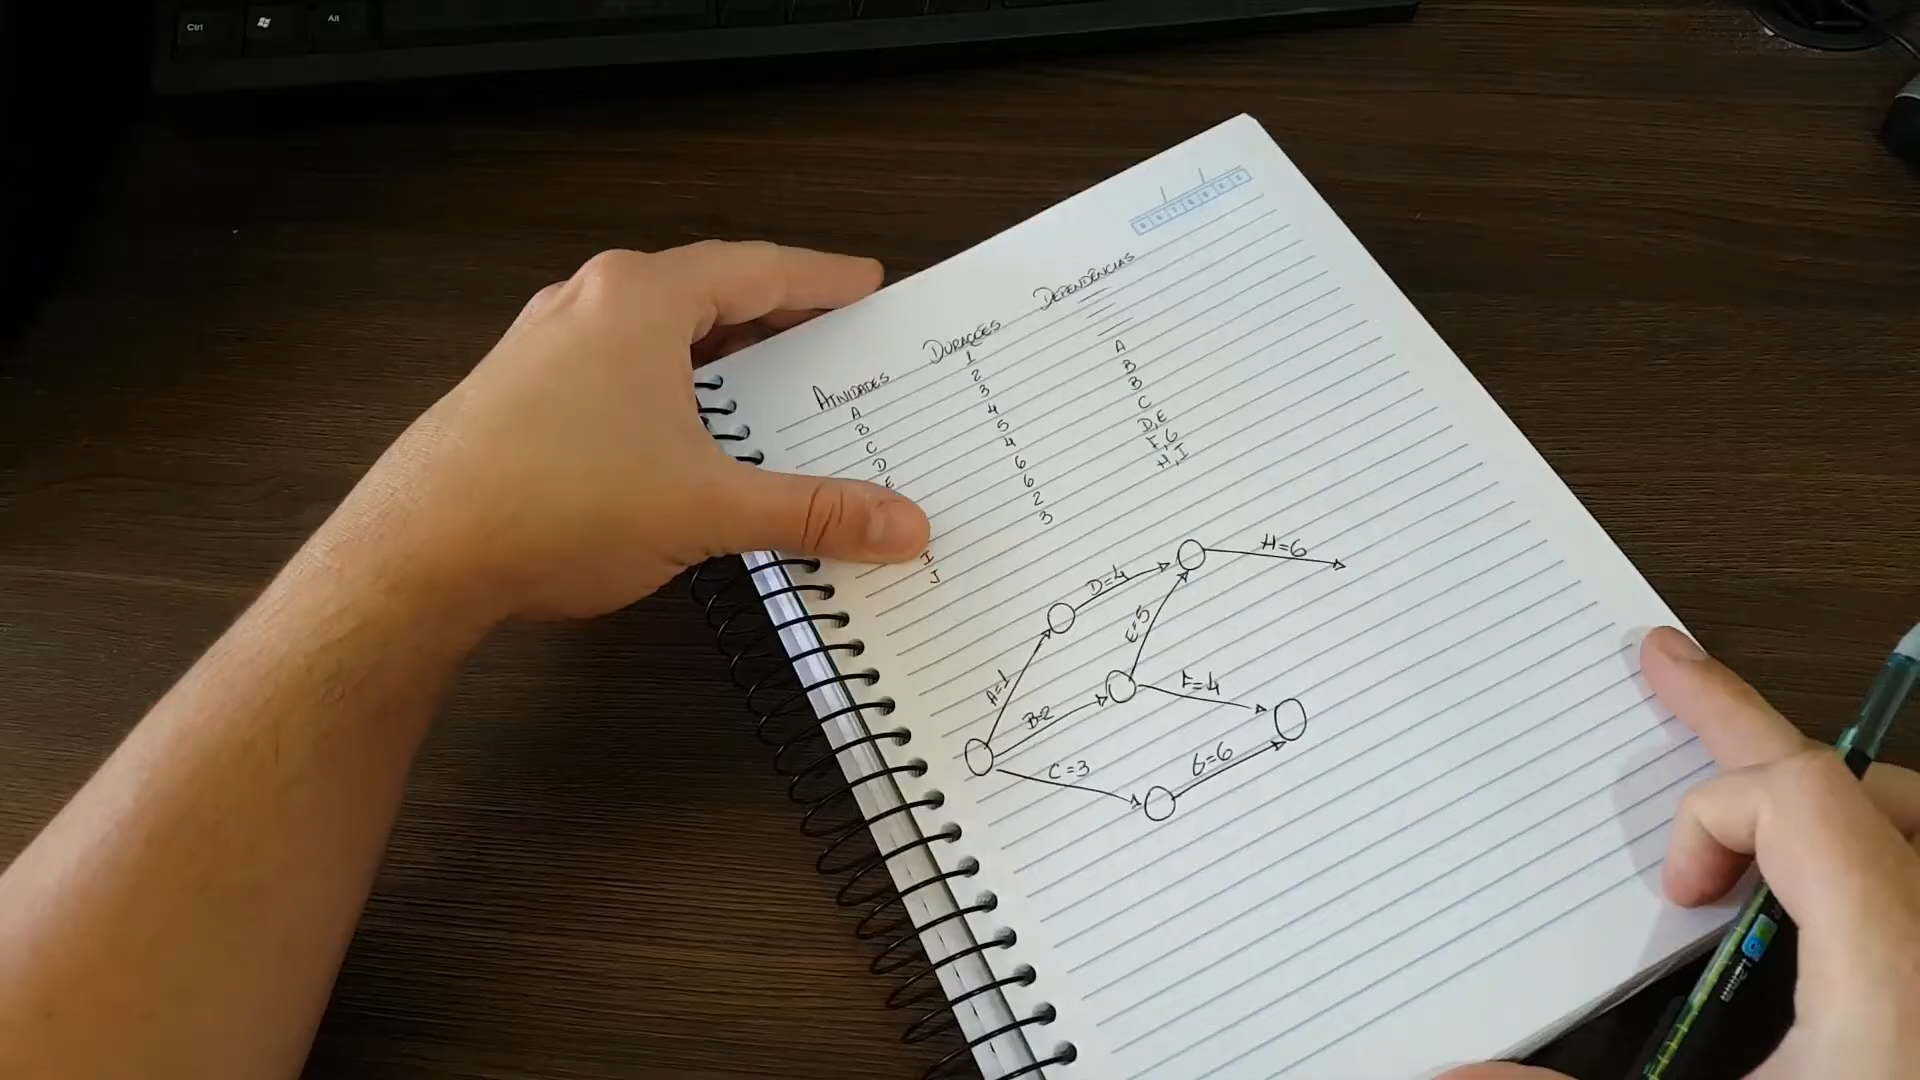 Ctrl
Alt
ATIVIDADES DURAÇÕES DEPENDÊNCIAS
A 1 —
B 2 —
C 3 —
D 4 A
E 5 B
4 B
6 C
6 D,E
I 2 F,G
J 3 H,I
H=6
D=4
E=5
A=1
F=4
B=2
G=6
C=3